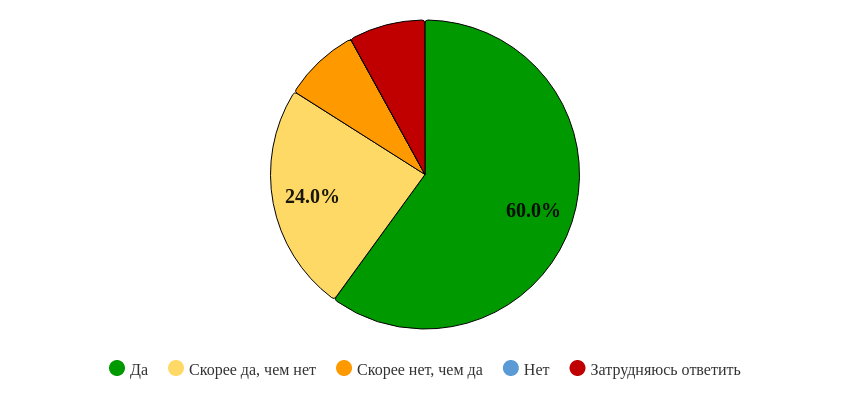 24.0%
60.0%
Да Скорее да, чем нет Скорее нет, чем да Нет Затрудняюсь ответить